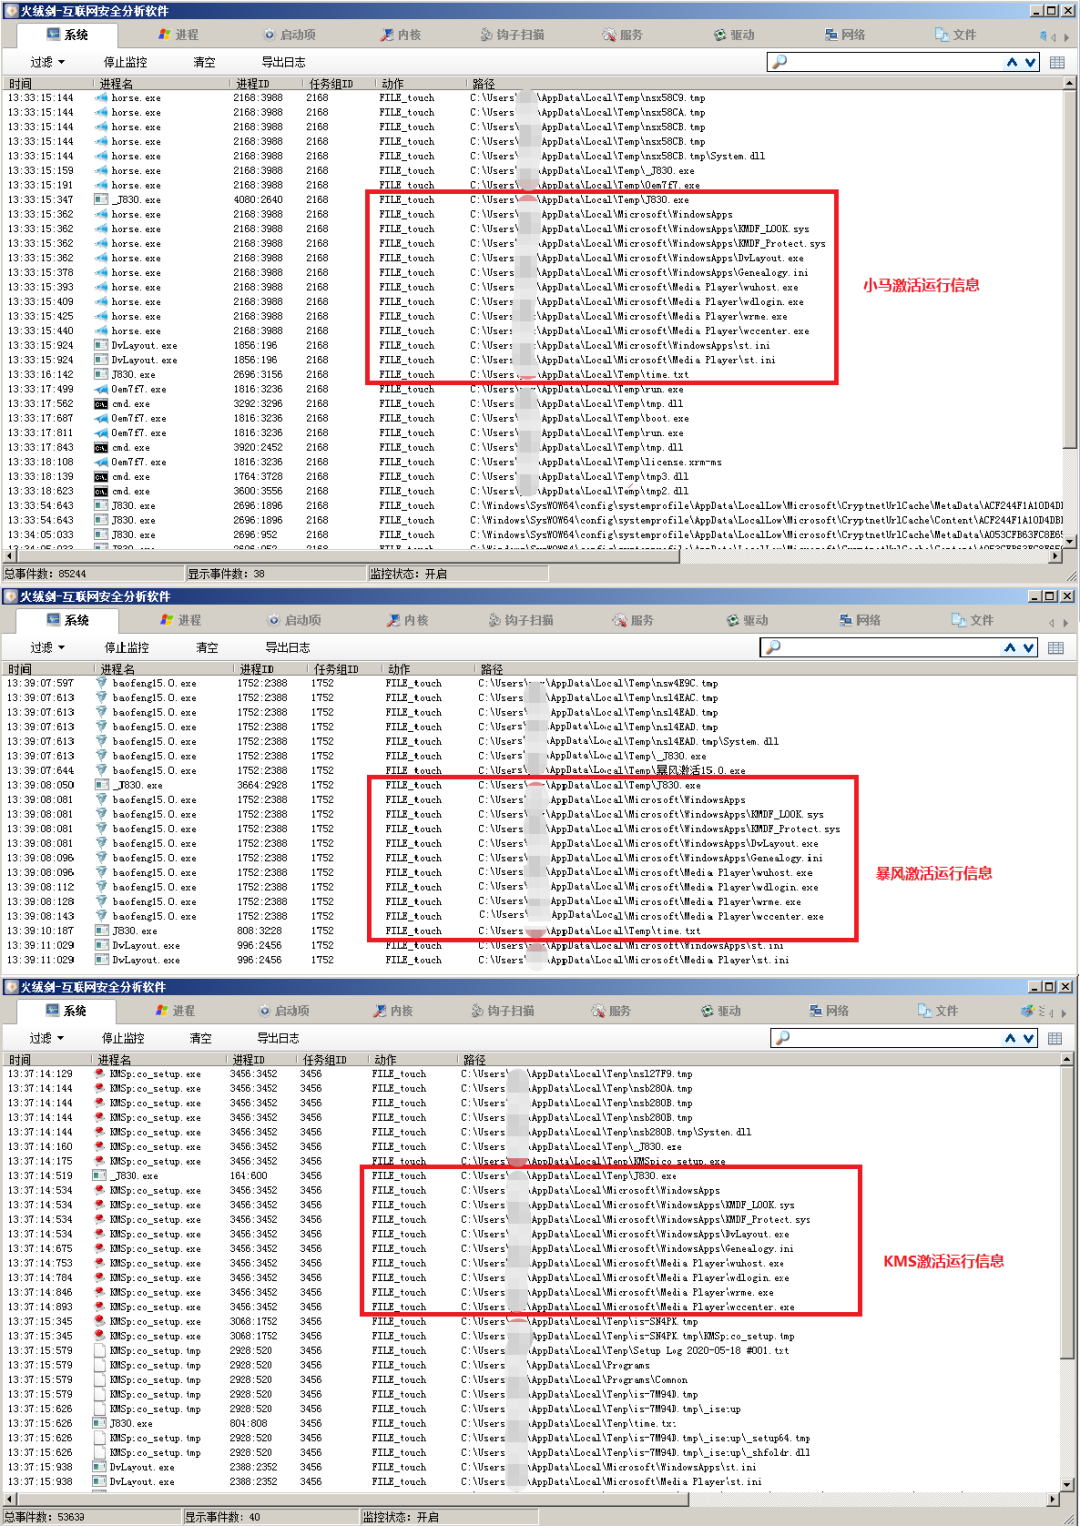 火绒剑-互联网安全分析软件
系统 进程 启动项 内核 钩子扫描 服务 驱动 网络 文件
过滤 停止监控 清空 导出日志
时间 进程名 进程ID 任务组ID 动作 路径
13:33:15:144 horse.exe 2168:3988 2168 FILE_touch C:\Users\ \AppData\Local\Temp\nsx58C9.tmp
13:33:15:144 horse.exe 2168:3988 2168 FILE_touch C:\Users\ \AppData\Local\Temp\nsx58CA.tmp
13:33:15:144 horse.exe 2168:3988 2168 FILE_touch C:\Users\ \AppData\Local\Temp\nsx58CB.tmp
13:33:15:144 horse.exe 2168:3988 2168 FILE_touch C:\Users\ \AppData\Local\Temp\nsx58CB.tmp
13:33:15:144 horse.exe 2168:3988 2168 FILE_touch C:\Users\ \AppData\Local\Temp\nsx58CB.tmp\System.dll
13:33:15:159 horse.exe 2168:3988 2168 FILE_touch C:\Users\ \AppData\Local\Temp\_J830.exe
13:33:15:191 horse.exe 2168:3988 2168 FILE_touch C:\Users\ \AppData\Local\Temp\Oem7f7.exe
13:33:15:347 _J830.exe 4080:2640 2168 FILE_touch C:\Users\ \AppData\Local\Temp\J830.exe
13:33:15:362 horse.exe 2168:3988 2168 FILE_touch C:\Users\ \AppData\Local\Microsoft\WindowsApps
13:33:15:362 horse.exe 2168:3988 2168 FILE_touch C:\Users\ \AppData\Local\Microsoft\WindowsApps\KMDF_LOOK.sys
13:33:15:362 horse.exe 2168:3988 2168 FILE_touch C:\Users\ \AppData\Local\Microsoft\WindowsApps\KMDF_Protect.sys
13:33:15:362 horse.exe 2168:3988 2168 FILE_touch C:\Users\ \AppData\Local\Microsoft\WindowsApps\DvLayout.exe
13:33:15:378 horse.exe 2168:3988 2168 FILE_touch C:\Users\ \AppData\Local\Microsoft\WindowsApps\Genealogy.ini
13:33:15:393 horse.exe 2168:3988 2168 FILE_touch C:\Users\ \AppData\Local\Microsoft\Media Player\wuhost.exe
小马激活运行信息
13:33:15:409 horse.exe 2168:3988 2168 FILE_touch C:\Users\ \AppData\Local\Microsoft\Media Player\wdlogin.exe
13:33:15:425 horse.exe 2168:3988 2168 FILE_touch C:\Users\ \AppData\Local\Microsoft\Media Player\wrme.exe
13:33:15:440 horse.exe 2168:3988 2168 FILE_touch C:\Users\ \AppData\Local\Microsoft\Media Player\wccenter.exe
13:33:15:924 DvLayout.exe 1856:196 2168 FILE_touch C:\Users\ \AppData\Local\Microsoft\WindowsApps\st.ini
13:33:15:924 DvLayout.exe 1856:196 2168 FILE_touch C:\Users\ \AppData\Local\Microsoft\Media Player\st.ini
13:33:16:142 J830.exe 2696:3156 2168 FILE_touch C:\Users\ \AppData\Local\Temp\time.txt
13:33:17:499 Oem7f7.exe 1816:3236 2168 FILE_touch C:\Users\ \AppData\Local\Temp\run.exe
13:33:17:562 cmd.exe 3292:3296 2168 FILE_touch C:\Users\ \AppData\Local\Temp\tmp.dll
13:33:17:687 Oem7f7.exe 1816:3236 2168 FILE_touch C:\Users\ \AppData\Local\Temp\boot.exe
13:33:17:811 Oem7f7.exe 1816:3236 2168 FILE_touch C:\Users\ \AppData\Local\Temp\run.exe
13:33:17:843 cmd.exe 3920:2452 2168 FILE_touch C:\Users\ \AppData\Local\Temp\tmp.dll
13:33:18:108 Oem7f7.exe 1816:3236 2168 FILE_touch C:\Users\ \AppData\Local\Temp\license.xrm-ms
13:33:18:139 cmd.exe 1764:3728 2168 FILE_touch C:\Users\ \AppData\Local\Temp\tmp3.dll
13:33:18:623 cmd.exe 3600:3556 2168 FILE_touch C:\Users\ \AppData\Local\Temp\tmp2.dll
13:33:54:643 J830.exe 2696:1896 2168 FILE_touch C:\Windows\SysWOW64\config\systemprofile\AppData\LocalLow\Microsoft\CryptnetUrlCache\MetaData\ACF244F1A10D4DB
13:33:54:643 J830.exe 2696:1896 2168 FILE_touch C:\Windows\SysWOW64\config\systemprofile\AppData\LocalLow\Microsoft\CryptnetUrlCache\Content\ACF244F1A10D4DBE
13:34:05:033 J830.exe 2696:952 2168 FILE_touch C:\Windows\SysWOW64\config\systemprofile\AppData\LocalLow\Microsoft\CryptnetUrlCache\MetaData\A053CFB63FC8E65
总事件数: 85244 显示事件数: 38 监控状态: 开启
火绒剑-互联网安全分析软件
系统 进程 启动项 内核 钩子扫描 服务 驱动 网络 文件
过滤 停止监控 清空 导出日志
时间 进程名 进程ID 任务组ID 动作 路径
13:39:07:597 baofeng15.0.exe 1752:2388 1752 FILE_touch C:\Users\ \AppData\Local\Temp\nsw4E9C.tmp
13:39:07:613 baofeng15.0.exe 1752:2388 1752 FILE_touch C:\Users\ \AppData\Local\Temp\nsl4EAC.tmp
13:39:07:613 baofeng15.0.exe 1752:2388 1752 FILE_touch C:\Users\ \AppData\Local\Temp\nsl4EAD.tmp
13:39:07:613 baofeng15.0.exe 1752:2388 1752 FILE_touch C:\Users\ \AppData\Local\Temp\nsl4EAD.tmp
13:39:07:613 baofeng15.0.exe 1752:2388 1752 FILE_touch C:\Users\ \AppData\Local\Temp\nsl4EAD.tmp\System.dll
13:39:07:613 baofeng15.0.exe 1752:2388 1752 FILE_touch C:\Users\ \AppData\Local\Temp\_J830.exe
13:39:07:644 baofeng15.0.exe 1752:2388 1752 FILE_touch C:\Users\ \AppData\Local\Temp\暴风激活15.0.exe
13:39:08:050 _J830.exe 3664:2928 1752 FILE_touch C:\Users\ \AppData\Local\Temp\J830.exe
13:39:08:081 baofeng15.0.exe 1752:2388 1752 FILE_touch C:\Users\ \AppData\Local\Microsoft\WindowsApps
13:39:08:081 baofeng15.0.exe 1752:2388 1752 FILE_touch C:\Users\ \AppData\Local\Microsoft\WindowsApps\KMDF_LOOK.sys
13:39:08:081 baofeng15.0.exe 1752:2388 1752 FILE_touch C:\Users\ \AppData\Local\Microsoft\WindowsApps\KMDF_Protect.sys
13:39:08:081 baofeng15.0.exe 1752:2388 1752 FILE_touch C:\Users\ \AppData\Local\Microsoft\WindowsApps\DvLayout.exe
13:39:08:096 baofeng15.0.exe 1752:2388 1752 FILE_touch C:\Users\ \AppData\Local\Microsoft\WindowsApps\Genealogy.ini
13:39:08:096 baofeng15.0.exe 1752:2388 1752 FILE_touch C:\Users\ \AppData\Local\Microsoft\Media Player\wuhost.exe
暴风激活运行信息
13:39:08:112 baofeng15.0.exe 1752:2388 1752 FILE_touch C:\Users\ \AppData\Local\Microsoft\Media Player\wdlogin.exe
13:39:08:128 baofeng15.0.exe 1752:2388 1752 FILE_touch C:\Users\ \AppData\Local\Microsoft\Media Player\wrme.exe
13:39:08:143 baofeng15.0.exe 1752:2388 1752 FILE_touch C:\Users\ \AppData\Local\Microsoft\Media Player\wccenter.exe
13:39:10:187 J830.exe 808:3228 1752 FILE_touch C:\Users\ \AppData\Local\Temp\time.txt
13:39:11:029 DvLayout.exe 996:2456 1752 FILE_touch C:\Users\ \AppData\Local\Microsoft\WindowsApps\st.ini
13:39:11:029 DvLayout.exe 996:2456 1752 FILE_touch C:\Users\ \AppData\Local\Microsoft\Media Player\st.ini
火绒剑-互联网安全分析软件
系统 进程 启动项 内核 钩子扫描 服务 驱动 网络 文件
过滤 停止监控 清空 导出日志
时间 进程名 进程ID 任务组ID 动作 路径
13:37:14:129 KMSpico_setup.exe 3456:3452 3456 FILE_touch C:\Users\ \AppData\Local\Temp\nsl27F9.tmp
13:37:14:144 KMSpico_setup.exe 3456:3452 3456 FILE_touch C:\Users\ \AppData\Local\Temp\nsb280A.tmp
13:37:14:144 KMSpico_setup.exe 3456:3452 3456 FILE_touch C:\Users\ \AppData\Local\Temp\nsb280B.tmp
13:37:14:144 KMSpico_setup.exe 3456:3452 3456 FILE_touch C:\Users\ \AppData\Local\Temp\nsb280B.tmp
13:37:14:144 KMSpico_setup.exe 3456:3452 3456 FILE_touch C:\Users\ \AppData\Local\Temp\nsb280B.tmp\System.dll
13:37:14:160 KMSpico_setup.exe 3456:3452 3456 FILE_touch C:\Users\ \AppData\Local\Temp\_J830.exe
13:37:14:175 KMSpico_setup.exe 3456:3452 3456 FILE_touch C:\Users\ \AppData\Local\Temp\KMSpico_setup.exe
13:37:14:519 _J830.exe 164:600 3456 FILE_touch C:\Users\ \AppData\Local\Temp\J830.exe
13:37:14:534 KMSpico_setup.exe 3456:3452 3456 FILE_touch C:\Users\ \AppData\Local\Microsoft\WindowsApps
13:37:14:534 KMSpico_setup.exe 3456:3452 3456 FILE_touch C:\Users\ \AppData\Local\Microsoft\WindowsApps\KMDF_LOOK.sys
13:37:14:534 KMSpico_setup.exe 3456:3452 3456 FILE_touch C:\Users\ \AppData\Local\Microsoft\WindowsApps\KMDF_Protect.sys
13:37:14:534 KMSpico_setup.exe 3456:3452 3456 FILE_touch C:\Users\ \AppData\Local\Microsoft\WindowsApps\DvLayout.exe
13:37:14:675 KMSpico_setup.exe 3456:3452 3456 FILE_touch C:\Users\ \AppData\Local\Microsoft\WindowsApps\Genealogy.ini
13:37:14:753 KMSpico_setup.exe 3456:3452 3456 FILE_touch C:\Users\ \AppData\Local\Microsoft\Media Player\wuhost.exe
KMS激活运行信息
13:37:14:784 KMSpico_setup.exe 3456:3452 3456 FILE_touch C:\Users\ \AppData\Local\Microsoft\Media Player\wdlogin.exe
13:37:14:846 KMSpico_setup.exe 3456:3452 3456 FILE_touch C:\Users\ \AppData\Local\Microsoft\Media Player\wrme.exe
13:37:14:893 KMSpico_setup.exe 3456:3452 3456 FILE_touch C:\Users\ \AppData\Local\Microsoft\Media Player\wccenter.exe
13:37:15:345 KMSpico_setup.exe 3068:1752 3456 FILE_touch C:\Users\ \AppData\Local\Temp\is-SN4PK.tmp
13:37:15:345 KMSpico_setup.exe 3068:1752 3456 FILE_touch C:\Users\ \AppData\Local\Temp\is-SN4PK.tmp\KMSpico_setup.tmp
13:37:15:579 KMSpico_setup.tmp 2928:520 3456 FILE_touch C:\Users\ \AppData\Local\Temp\Setup Log 2020-05-18 #001.txt
13:37:15:579 KMSpico_setup.tmp 2928:520 3456 FILE_touch C:\Users\ \AppData\Local\Programs
13:37:15:579 KMSpico_setup.tmp 2928:520 3456 FILE_touch C:\Users\ \AppData\Local\Programs\Common
13:37:15:579 KMSpico_setup.tmp 2928:520 3456 FILE_touch C:\Users\ \AppData\Local\Temp\is-7M94D.tmp
13:37:15:626 KMSpico_setup.tmp 2928:520 3456 FILE_touch C:\Users\ \AppData\Local\Temp\is-7M94D.tmp\_isetup
13:37:15:626 J830.exe 804:808 3456 FILE_touch C:\Users\ \AppData\Local\Temp\time.txt
13:37:15:626 KMSpico_setup.tmp 2928:520 3456 FILE_touch C:\Users\ \AppData\Local\Temp\is-7M94D.tmp\_isetup\_setup64.tmp
13:37:15:626 KMSpico_setup.tmp 2928:520 3456 FILE_touch C:\Users\ \AppData\Local\Temp\is-7M94D.tmp\_isetup\_shfoldr.dll
13:37:15:938 DvLayout.exe 2388:2352 3456 FILE_touch C:\Users\ \AppData\Local\Microsoft\WindowsApps\st.ini
13:37:15:938 DvLayout.exe 2388:2352 3456 FILE_touch C:\Users\ \AppData\Local\Microsoft\Media Player\st.ini
总事件数: 53639 显示事件数: 40 监控状态: 开启